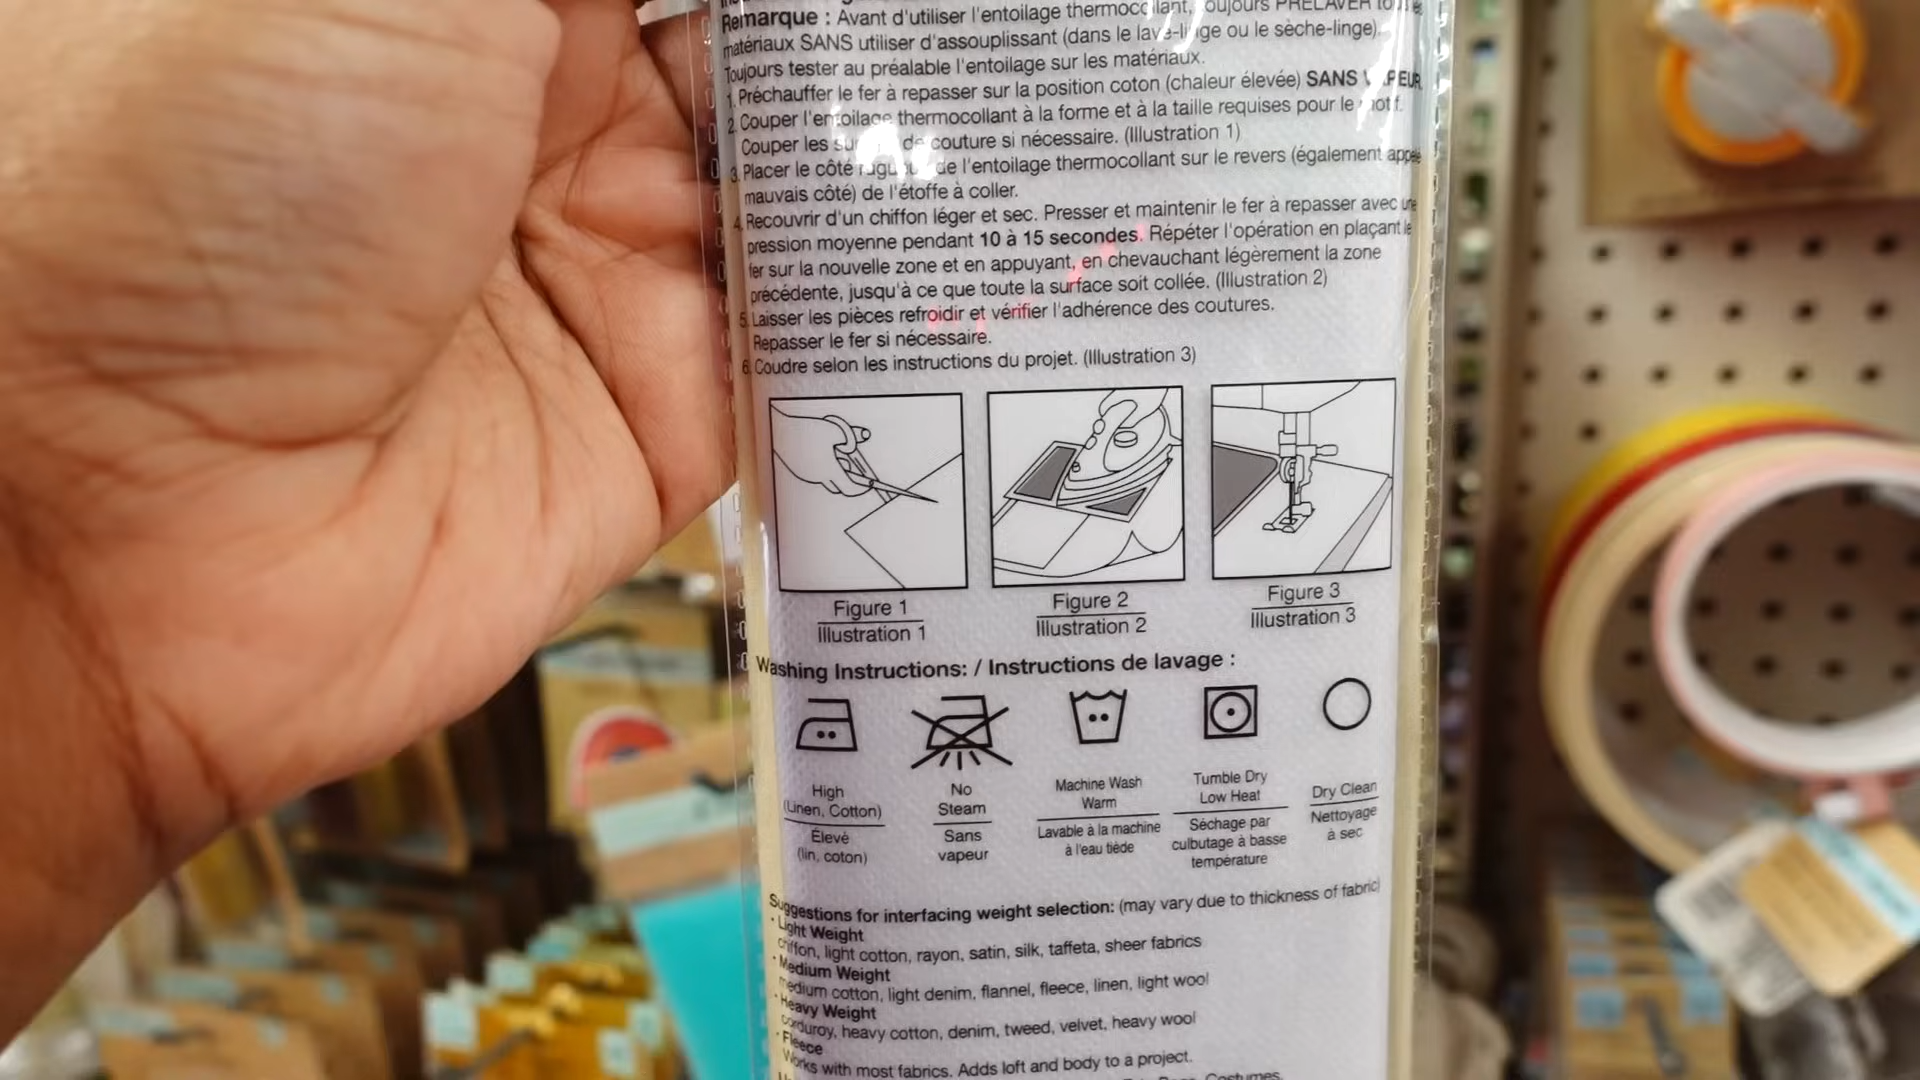 Remarque : Avant d'utiliser l'entoilage thermocollant, toujours PRÉLAVER
matériaux SANS utiliser d'assouplissant (dans le lave-linge ou le sèche-linge).
Toujours tester au préalable l'entoilage sur les matériaux.
1. Préchauffer le fer à repasser sur la position coton (chaleur élevée) SANS VAPEUR.
2. Couper l'entoilage thermocollant à la forme et à la taille requises pour le motif.
Couper les de couture si nécessaire. (Illustration 1)
3. Placer le côté rugueux de l'entoilage thermocollant sur le revers (également appelé
mauvais côté) de l'étoffe à coller.
4. Recouvrir d'un chiffon léger et sec. Presser et maintenir le fer à repasser avec une
pression moyenne pendant 10 à 15 secondes. Répéter l'opération en plaçant le
fer sur la nouvelle zone et en appuyant, en chevauchant légèrement la zone
précédente, jusqu'à ce que toute la surface soit collée. (Illustration 2)
5. Laisser les pièces refroidir et vérifier l'adhérence des coutures.
Repasser le fer si nécessaire.
6. Coudre selon les instructions du projet. (Illustration 3)
Figure 1
Illustration 1
Figure 2
Illustration 2
Figure 3
Illustration 3
Washing Instructions: / Instructions de lavage :
High
(Linen, Cotton)
Élevé
(lin, coton)
No
Steam
Sans
vapeur
Machine Wash
Warm
Lavable à la machine
à l'eau tiède
Tumble Dry
Low Heat
Séchage par
culbutage à basse
température
Dry Clean
Nettoyage
à sec
Suggestions for interfacing weight selection: (may vary due to thickness of fabric)
• Light Weight
chiffon, light cotton, rayon, satin, silk, taffeta, sheer fabrics
• Medium Weight
medium cotton, light denim, flannel, fleece, linen, light wool
• Heavy Weight
corduroy, heavy cotton, denim, tweed, velvet, heavy wool
• Fleece
Works with most fabrics. Adds loft and body to a project.
Costumes,